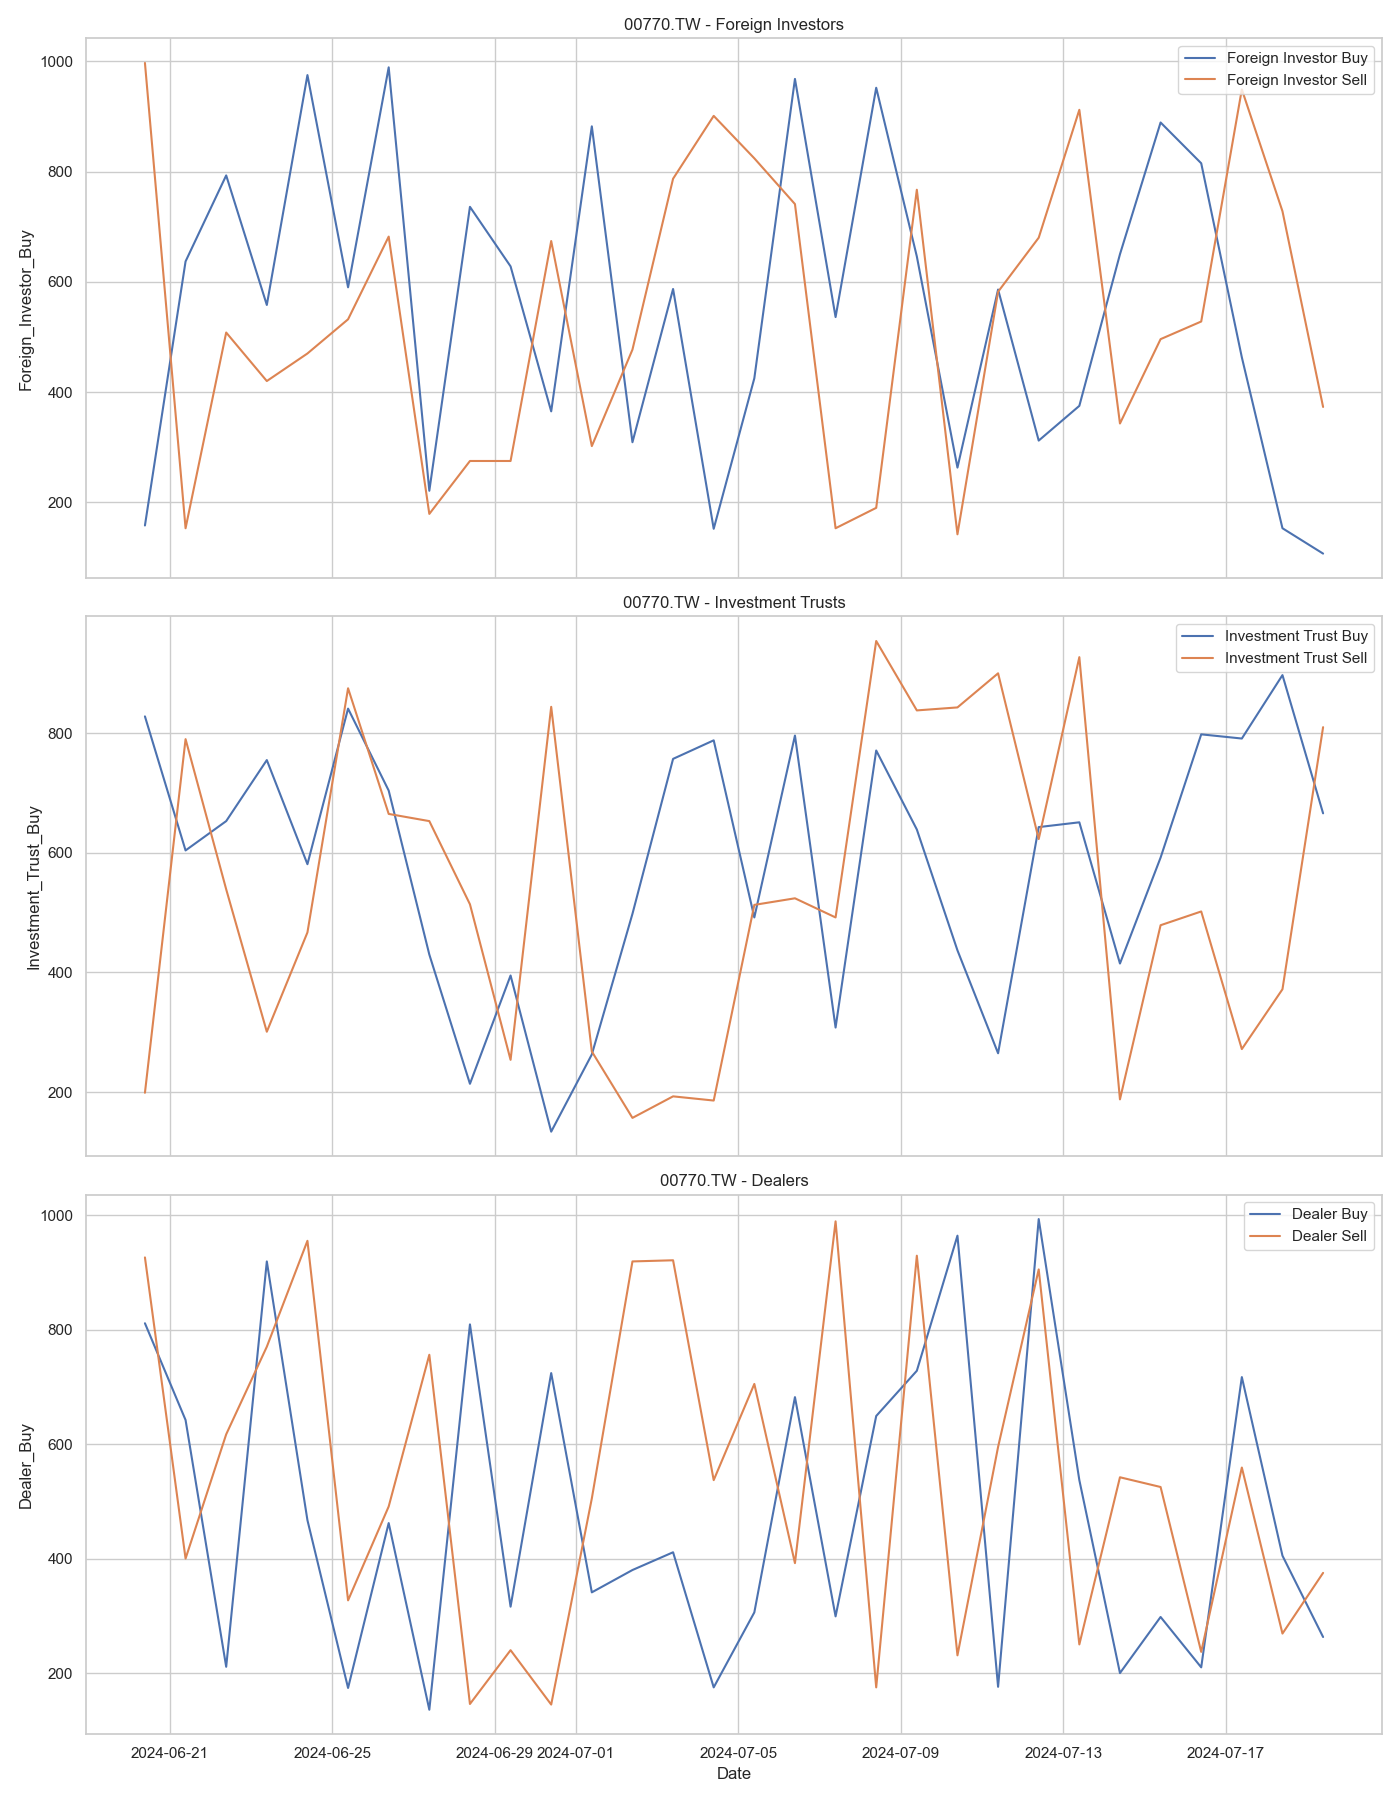 00770.TW - Foreign Investors
Foreign Investor Buy
Foreign Investor Sell
1000
800
600
400
200
Foreign_Investor_Buy
00770.TW - Investment Trusts
Investment Trust Buy
Investment Trust Sell
800
600
400
200
Investment_Trust_Buy
00770.TW - Dealers
Dealer Buy
Dealer Sell
1000
800
600
400
200
Dealer_Buy
2024-06-21 2024-06-25 2024-06-29 2024-07-01 2024-07-05 2024-07-09 2024-07-13 2024-07-17
Date